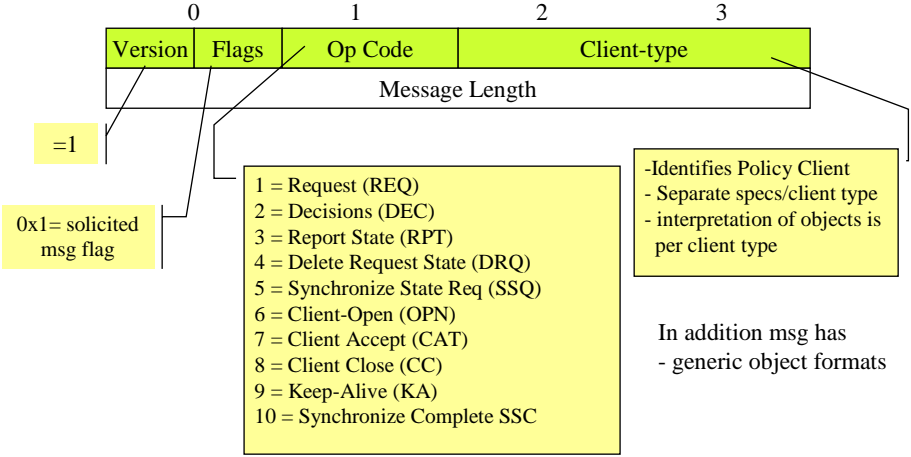 0 1 2 3
Version Flags Op Code Client-type
Message Length
=1
0x1= solicited
msg flag
1 = Request (REQ)
2 = Decisions (DEC)
3 = Report State (RPT)
4 = Delete Request State (DRQ)
5 = Synchronize State Req (SSQ)
6 = Client-Open (OPN)
7 = Client Accept (CAT)
8 = Client Close (CC)
9 = Keep-Alive (KA)
10 = Synchronize Complete SSC
-Identifies Policy Client
- Separate specs/client type
- interpretation of objects is
per client type
In addition msg has
- generic object formats